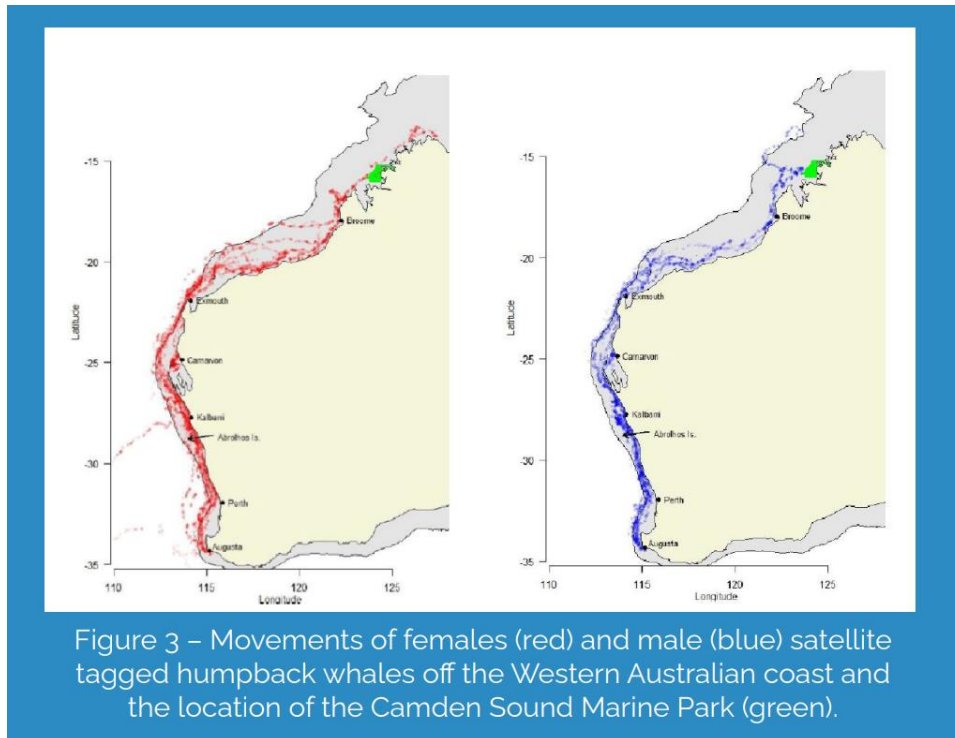 -15
-20
-25
-30
-35
Latitude
110
115
120
125
Longitude
Broome
Exmouth
Carnarvon
Kalbarri
Abrolhos Is.
Perth
Augusta
-15
-20
-25
-30
-35
Latitude
110
115
120
125
Longitude
Broome
Exmouth
Carnarvon
Kalbarri
Abrolhos Is.
Perth
Augusta
Figure 3 – Movements of females (red) and male (blue) satellite
tagged humpback whales off the Western Australian coast and
the location of the Camden Sound Marine Park (green).